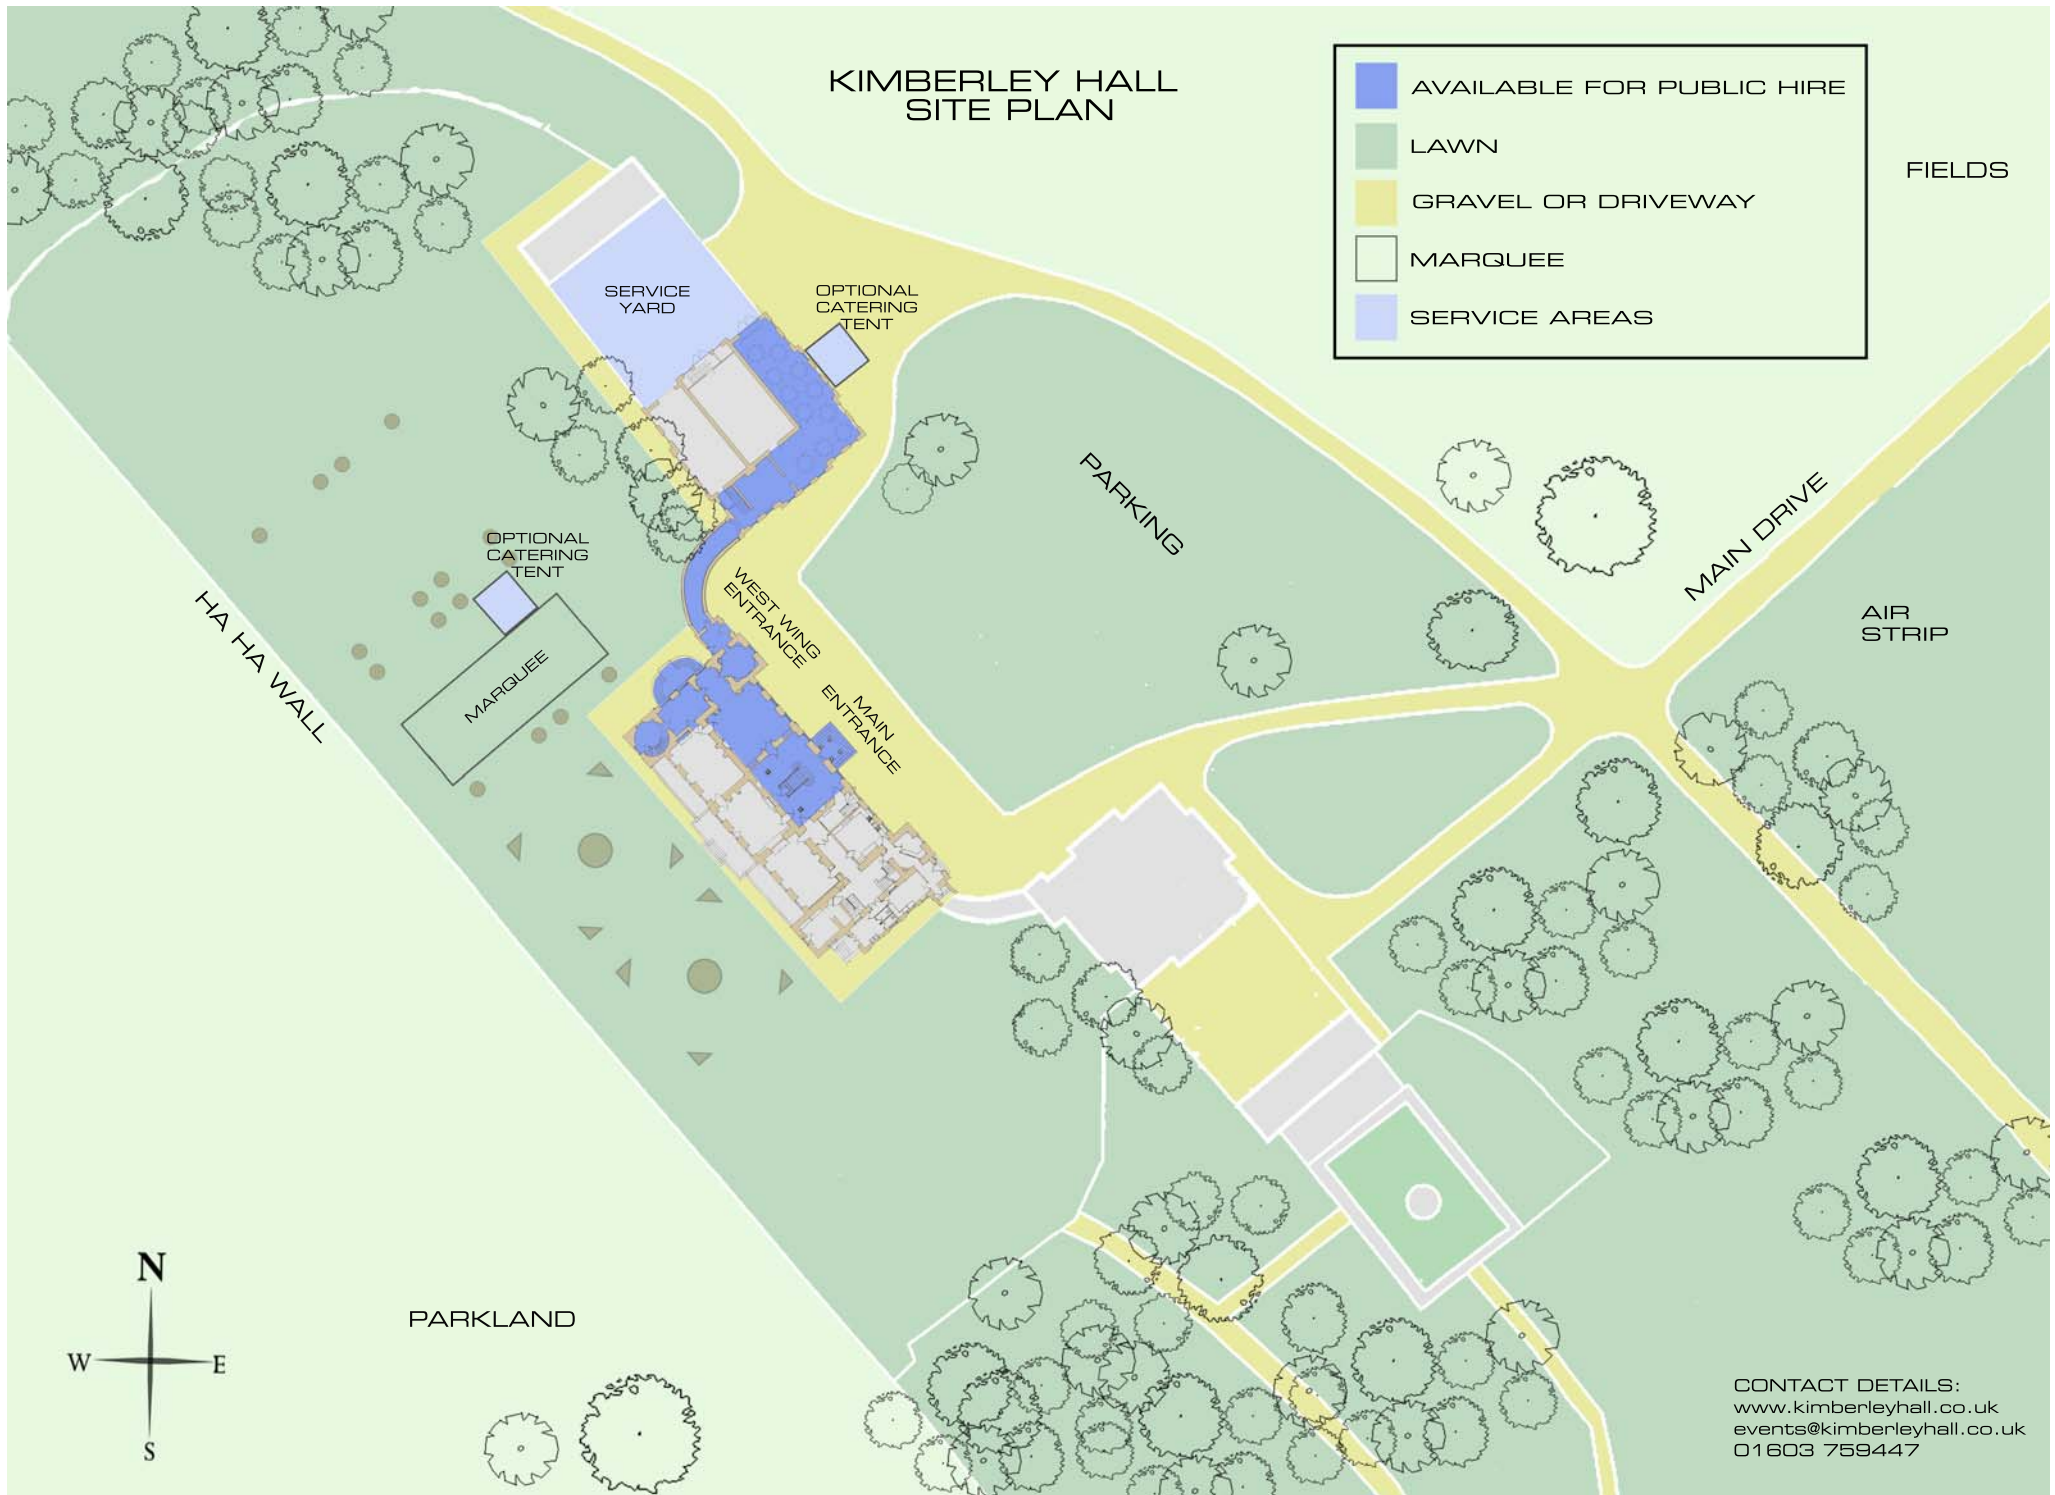 KIMBERLEY HALL
SITE PLAN
AVAILABLE FOR PUBLIC HIRE
LAWN
GRAVEL OR DRIVEWAY
MARQUEE
SERVICE AREAS
FIELDS
SERVICE
YARD
OPTIONAL
CATERING
TENT
PARKING
MAIN DRIVE
AIR
STRIP
OPTIONAL
CATERING
TENT
WEST WING
ENTRANCE
MAIN
ENTRANCE
MARQUEE
HA HA WALL
N
W
E
S
PARKLAND
CONTACT DETAILS:
www.kimberleyhall.co.uk
events@kimberleyhall.co.uk
01603 759447